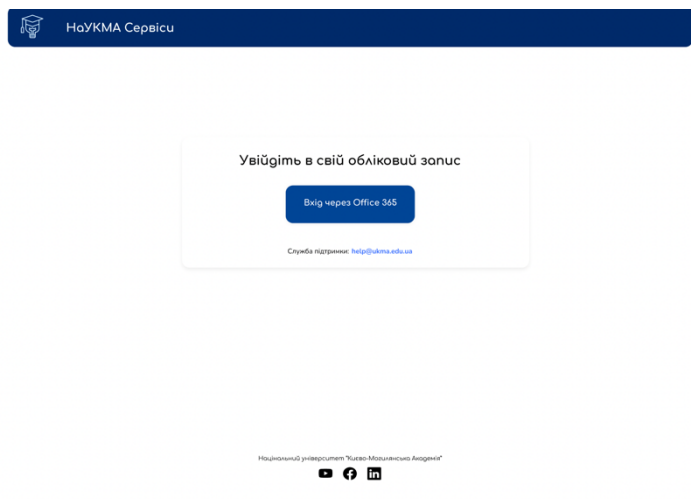 НаУКМА Сервіси
Увійдіть в свій обліковий запис
Вхід через Office 365
Служба підтримки: help@ukma.edu.ua
Національний університет "Києво-Могилянська Академія"